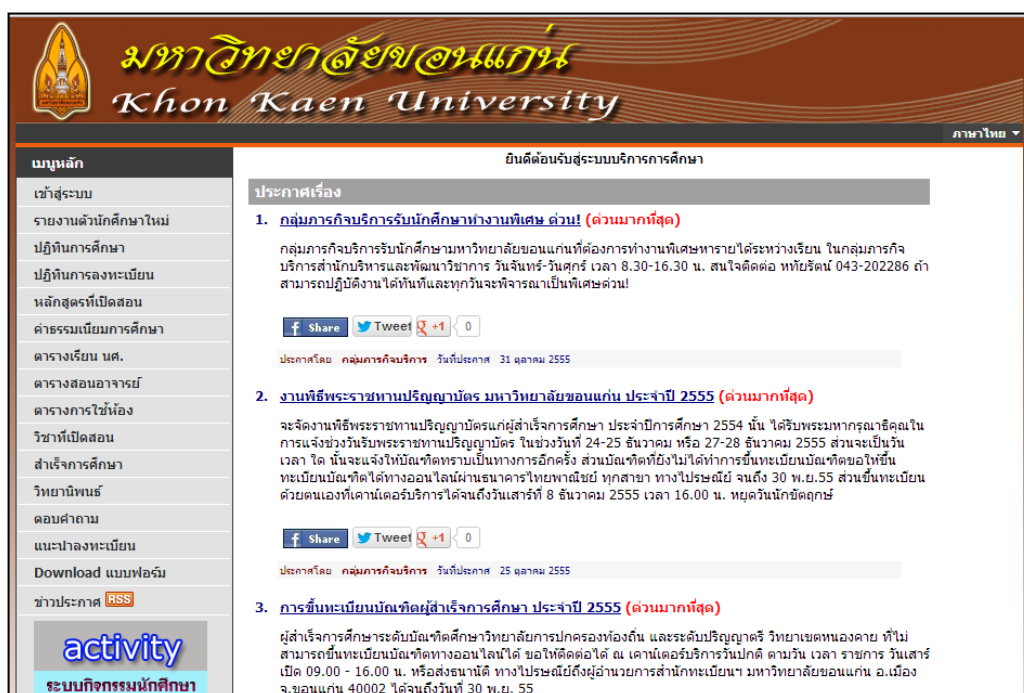 มหาวิทยาลัยขอนแก่น
Khon Kaen University
ภาษาไทย
เมนูหลัก
เข้าสู่ระบบ
รายงานตัวนักศึกษาใหม่
ปฏิทินการศึกษา
ปฏิทินการลงทะเบียน
หลักสูตรที่เปิดสอน
ค่าธรรมเนียมการศึกษา
ตารางเรียน นศ.
ตารางสอนอาจารย์
ตารางการใช้ห้อง
วิชาที่เปิดสอน
สำเร็จการศึกษา
วิทยานิพนธ์
ตอบคำถาม
แนะนำลงทะเบียน
Download แบบฟอร์ม
ข่าวประกาศ RSS
activity
ระบบกิจกรรมนักศึกษา
ยินดีต้อนรับสู่ระบบบริการการศึกษา
ประกาศเรื่อง
1. กลุ่มภารกิจบริการรับนักศึกษาทำงานพิเศษ ด่วน! (ด่วนมากที่สุด)
กลุ่มภารกิจบริการรับนักศึกษามหาวิทยาลัยขอนแก่นที่ต้องการทำงานพิเศษหารายได้ระหว่างเรียน ในกลุ่มภารกิจ
บริการสำนักบริหารและพัฒนาวิชาการ วันจันทร์-วันศุกร์ เวลา 8.30-16.30 น. สนใจติดต่อ หทัยรัตน์ 043-202286 ถ้า
สามารถปฏิบัติงานได้ทันทีและทุกวันจะพิจารณาเป็นพิเศษด่วน!
Share Tweet +1 0
ประกาศโดย กลุ่มภารกิจบริการ วันที่ประกาศ 31 ตุลาคม 2555
2. งานพิธีพระราชทานปริญญาบัตร มหาวิทยาลัยขอนแก่น ประจำปี 2555 (ด่วนมากที่สุด)
จะจัดงานพิธีพระราชทานปริญญาบัตรแก่ผู้สำเร็จการศึกษา ประจำปีการศึกษา 2554 นั้น ได้รับพระมหากรุณาธิคุณใน
การแจ้งช่วงวันรับพระราชทานปริญญาบัตร ในช่วงวันที่ 24-25 ธันวาคม หรือ 27-28 ธันวาคม 2555 ส่วนจะเป็นวัน
เวลา ใด นั้นจะแจ้งให้บัณฑิตทราบเป็นทางการอีกครั้ง ส่วนบัณฑิตที่ยังไม่ได้ทำการขึ้นทะเบียนบัณฑิตขอให้ขึ้น
ทะเบียนบัณฑิตได้ทางออนไลน์ผ่านธนาคารไทยพาณิชย์ ทุกสาขา ทางไปรษณีย์ จนถึง 30 พ.ย.55 ส่วนขึ้นทะเบียน
ด้วยตนเองที่เคาน์เตอร์บริการได้จนถึงวันเสาร์ที่ 8 ธันวาคม 2555 เวลา 16.00 น. หยุดวันนักขัตฤกษ์
Share Tweet +1 0
ประกาศโดย กลุ่มภารกิจบริการ วันที่ประกาศ 25 ตุลาคม 2555
3. การขึ้นทะเบียนบัณฑิตผู้สำเร็จการศึกษา ประจำปี 2555 (ด่วนมากที่สุด)
ผู้สำเร็จการศึกษาระดับบัณฑิตศึกษาวิทยาลัยการปกครองท้องถิ่น และระดับปริญญาตรี วิทยาเขตหนองคาย ที่ไม่
สามารถขึ้นทะเบียนบัณฑิตทางออนไลน์ได้ ขอให้ติดต่อได้ ณ เคาน์เตอร์บริการวันปกติ ตามวัน เวลา ราชการ วันเสาร์
เปิด 09.00 - 16.00 น. หรือส่งธนาณัติ ทางไปรษณีย์ถึงผู้อำนวยการสำนักทะเบียนฯ มหาวิทยาลัยขอนแก่น อ.เมือง
จ.ขอนแก่น 40002 ได้จนถึงวันที่ 30 พ.ย. 55